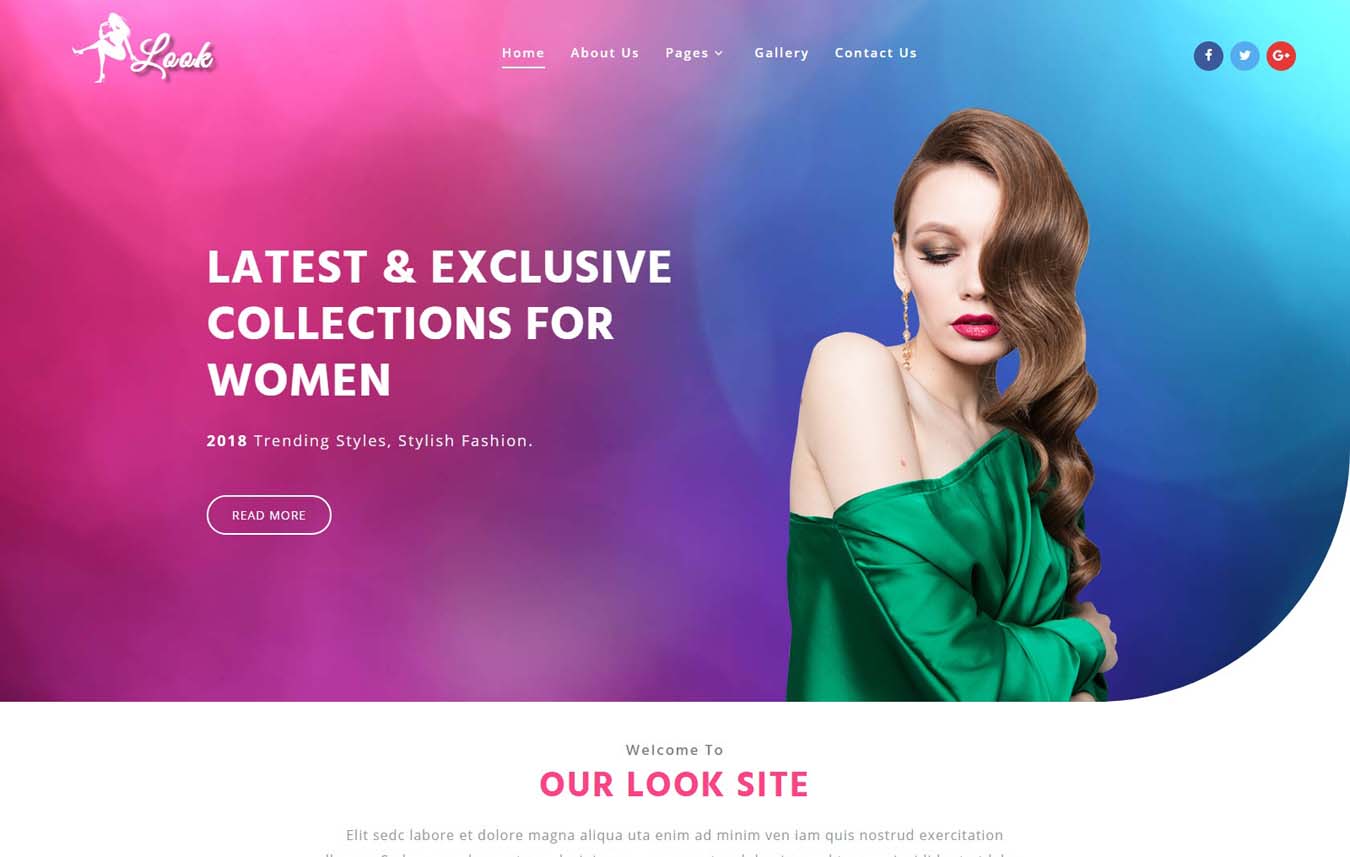 Look
Home About Us Pages Gallery Contact Us
f G+
LATEST & EXCLUSIVE
COLLECTIONS FOR
WOMEN
2018 Trending Styles, Stylish Fashion.
READ MORE
Welcome To
OUR LOOK SITE
Elit sedc labore et dolore magna aliqua uta enim ad minim ven iam quis nostrud exercitation